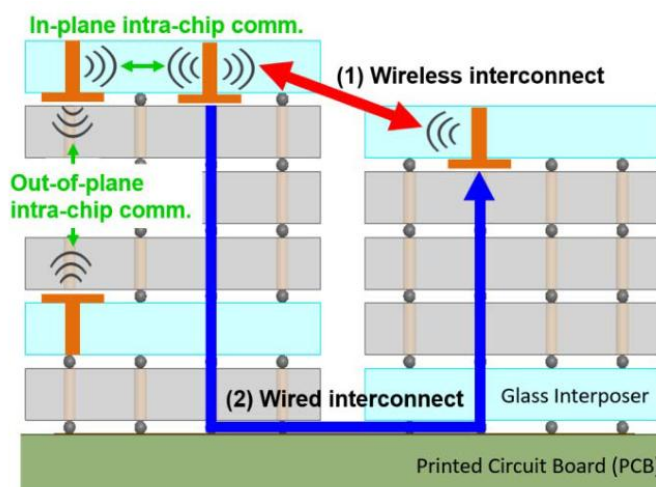 In-plane intra-chip comm.
(1) Wireless interconnect
Out-of-plane
intra-chip comm.
(2) Wired interconnect
Glass Interposer
Printed Circuit Board (PCB)